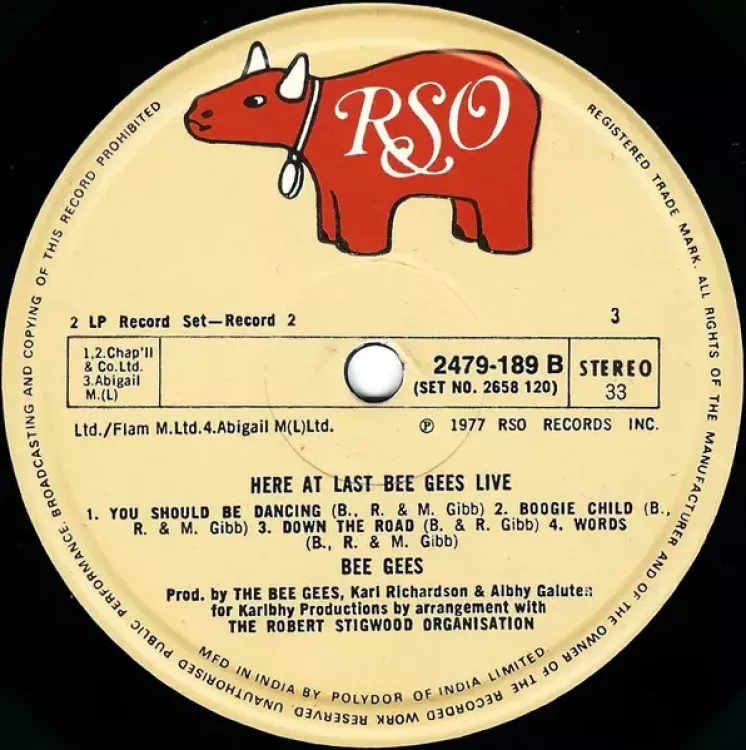 RSO
2 LP Record Set—Record 2
3
1,2.Chap'll
& Co.Ltd.
3.Abigail
M.(L)
2479-189 B
(SET NO. 2658 120)
STEREO
33
Ltd./Flam M.Ltd.4.Abigail M(L)Ltd.
℗ 1977 RSO RECORDS INC.
HERE AT LAST BEE GEES LIVE
1. YOU SHOULD BE DANCING (B., R. & M. Gibb) 2. BOOGIE CHILD (B.,
R. & M. Gibb) 3. DOWN THE ROAD (B. & R. Gibb) 4. WORDS
(B., R. & M. Gibb)
BEE GEES
Prod. by THE BEE GEES, Karl Richardson & Albhy Galuten
for Karlbhy Productions by arrangement with
THE ROBERT STIGWOOD ORGANISATION
MFD IN INDIA BY POLYDOR OF INDIA LIMITED.
REGISTERED TRADE MARK. ALL RIGHTS OF THE MANUFACTURER AND OF THE OWNER OF THE RECORDED WORK RESERVED. UNAUTHORISED PUBLIC PERFORMANCE, BROADCASTING AND COPYING OF THIS RECORD PROHIBITED